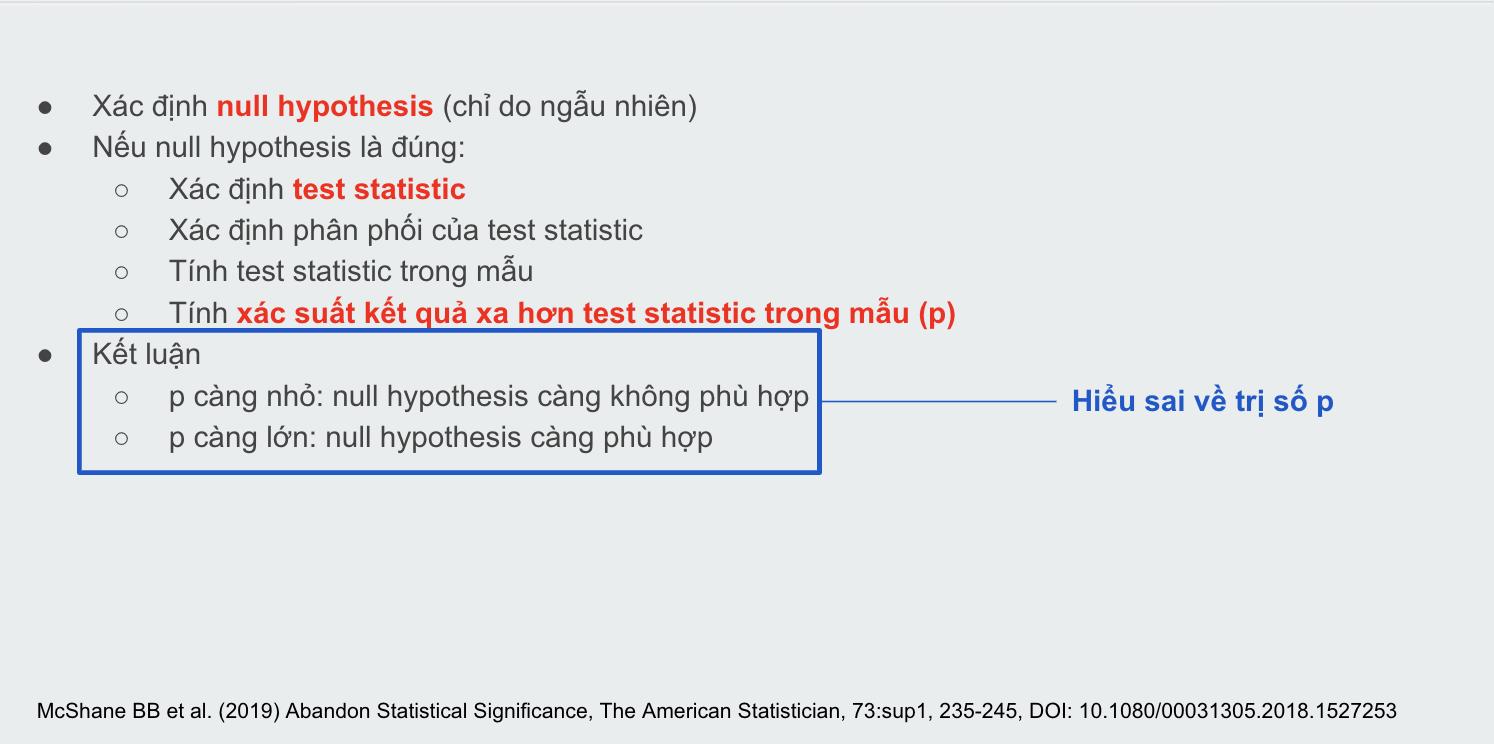 ● Xác định null hypothesis (chỉ do ngẫu nhiên)
● Nếu null hypothesis là đúng:
○ Xác định test statistic
○ Xác định phân phối của test statistic
○ Tính test statistic trong mẫu
○ Tính xác suất kết quả xa hơn test statistic trong mẫu (p)
● Kết luận
○ p càng nhỏ: null hypothesis càng không phù hợp
○ p càng lớn: null hypothesis càng phù hợp
Hiểu sai về trị số p
McShane BB et al. (2019) Abandon Statistical Significance, The American Statistician, 73:sup1, 235-245, DOI: 10.1080/00031305.2018.1527253